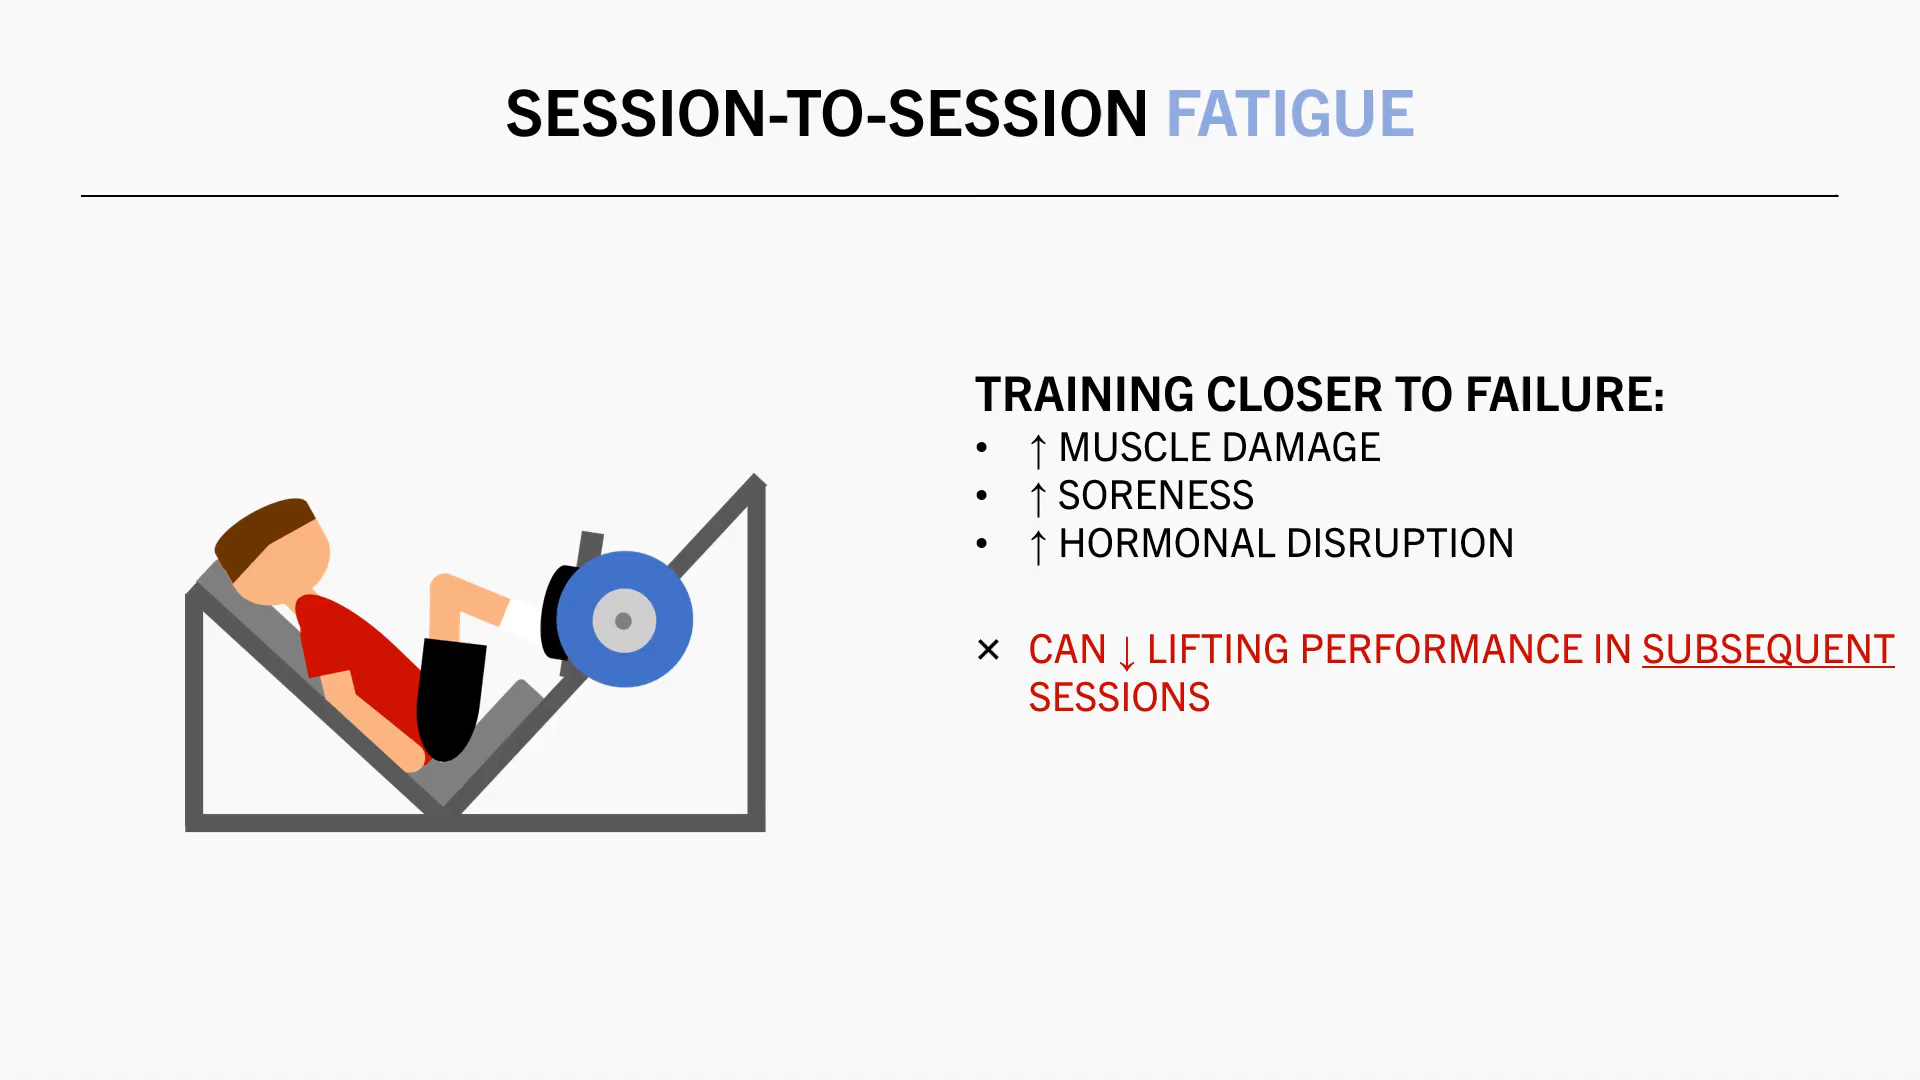 SESSION-TO-SESSION FATIGUE
TRAINING CLOSER TO FAILURE:
• ↑ MUSCLE DAMAGE
• ↑ SORENESS
• ↑ HORMONAL DISRUPTION
× CAN ↓ LIFTING PERFORMANCE IN SUBSEQUENT
SESSIONS